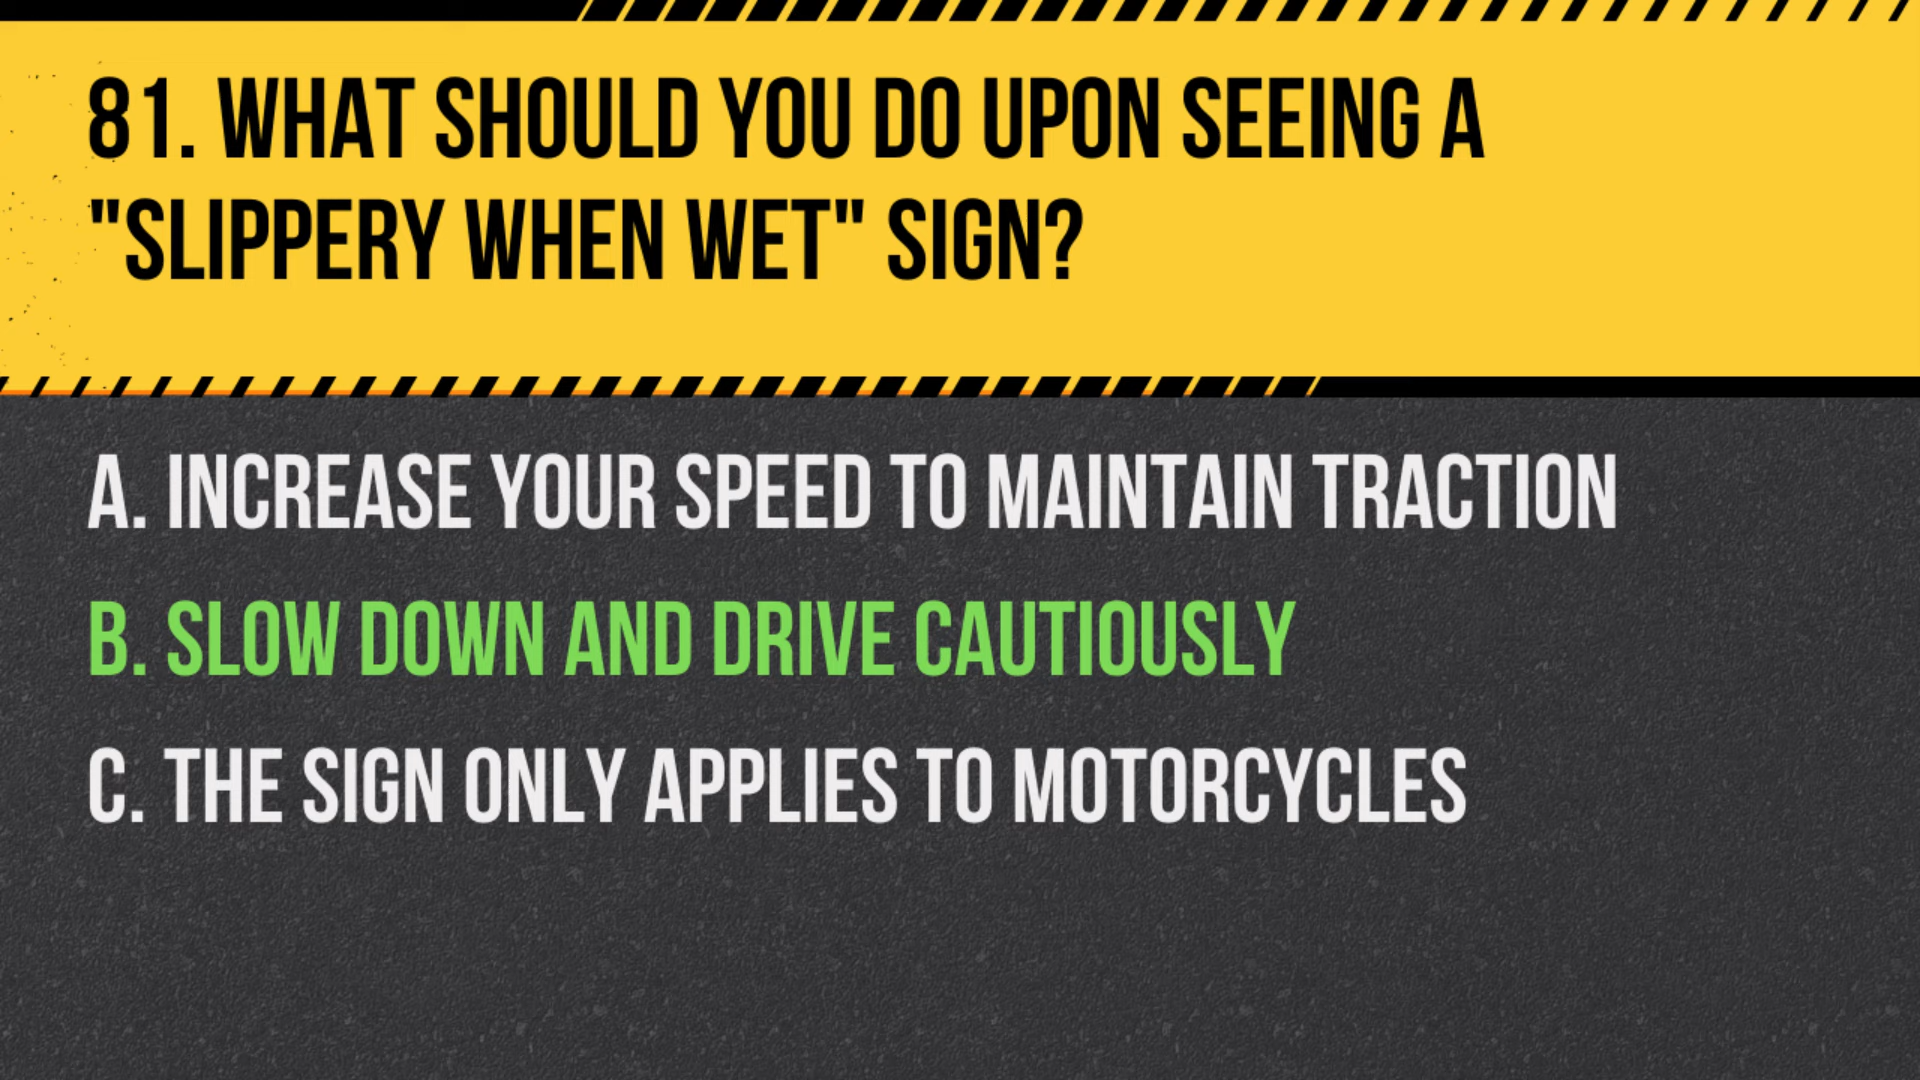 81. WHAT SHOULD YOU DO UPON SEEING A
"SLIPPERY WHEN WET" SIGN?
A. INCREASE YOUR SPEED TO MAINTAIN TRACTION
B. SLOW DOWN AND DRIVE CAUTIOUSLY
C. THE SIGN ONLY APPLIES TO MOTORCYCLES